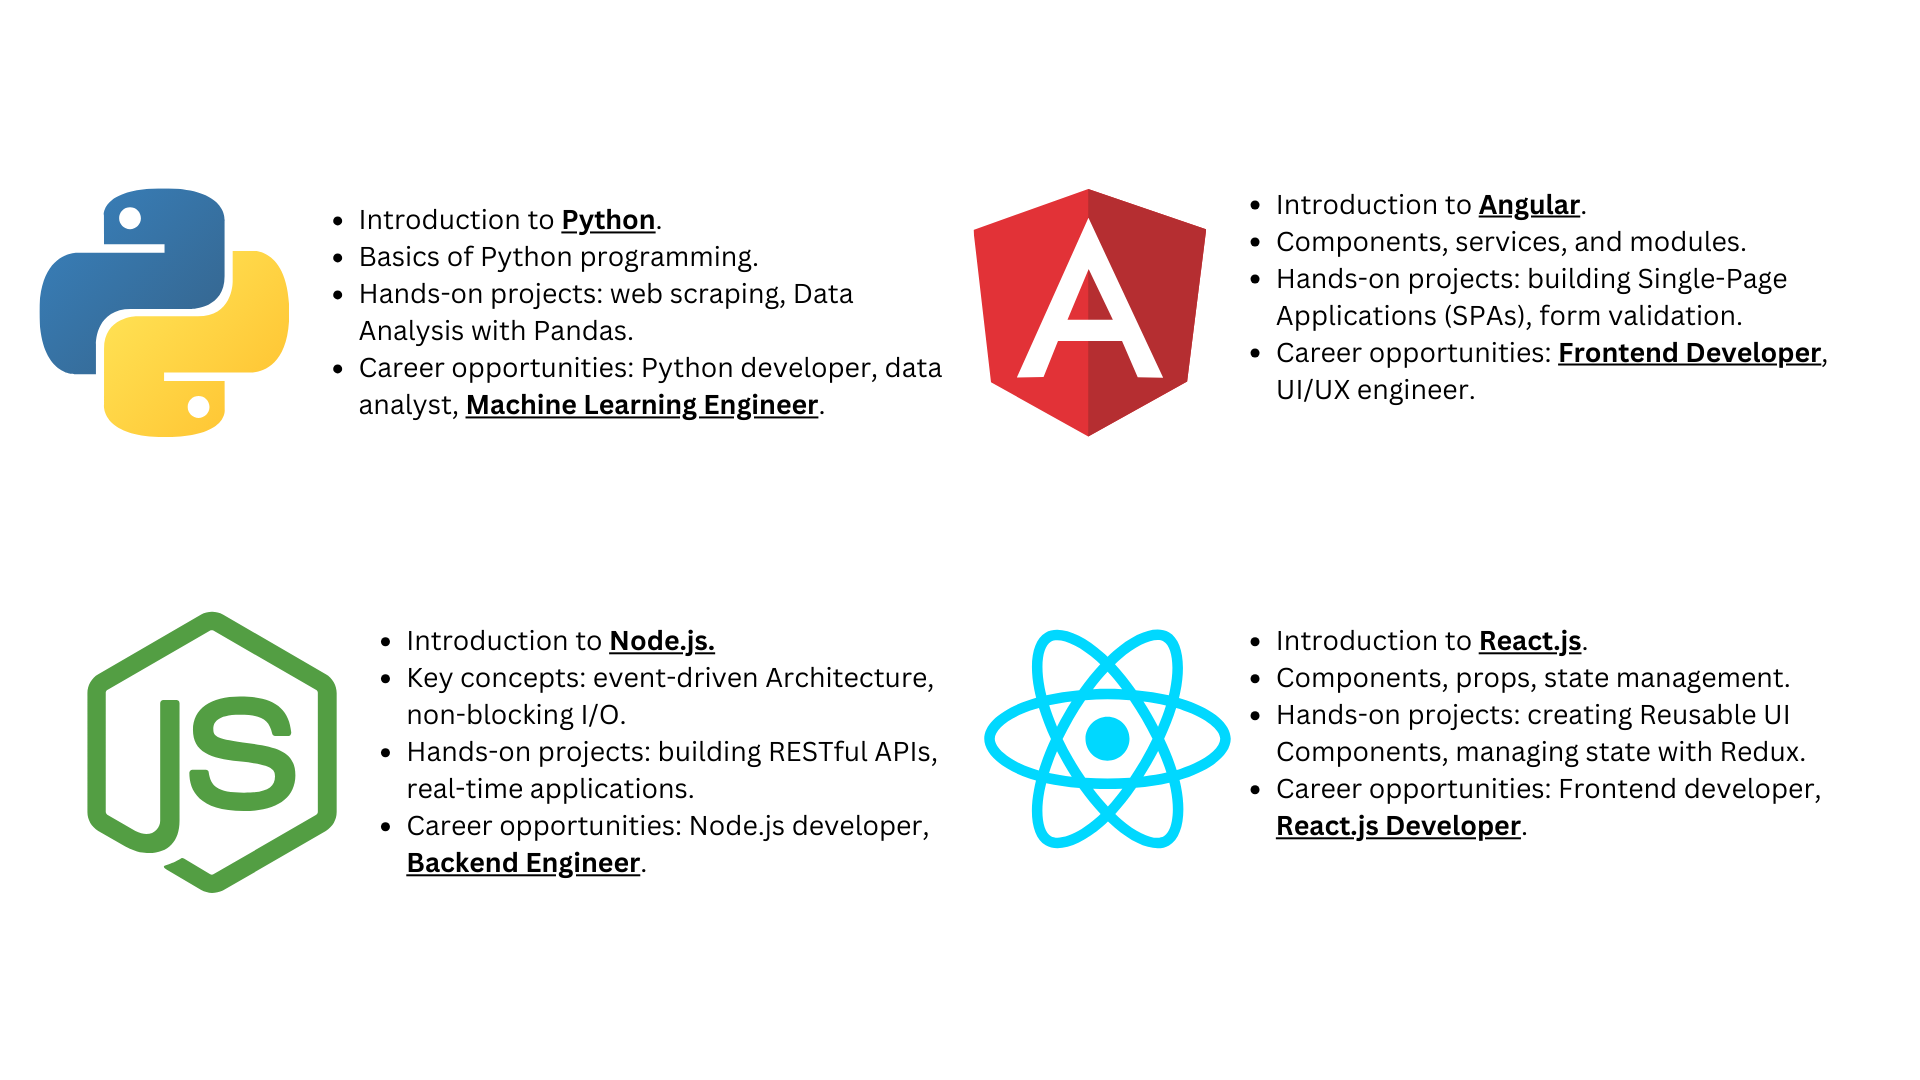 • Introduction to Python.
• Basics of Python programming.
• Hands-on projects: web scraping, Data
Analysis with Pandas.
• Career opportunities: Python developer, data
analyst, Machine Learning Engineer.
A
• Introduction to Angular.
• Components, services, and modules.
• Hands-on projects: building Single-Page
Applications (SPAs), form validation.
• Career opportunities: Frontend Developer,
UI/UX engineer.
JS
• Introduction to Node.js.
• Key concepts: event-driven Architecture,
non-blocking I/O.
• Hands-on projects: building RESTful APIs,
real-time applications.
• Career opportunities: Node.js developer,
Backend Engineer.
• Introduction to React.js.
• Components, props, state management.
• Hands-on projects: creating Reusable UI
Components, managing state with Redux.
• Career opportunities: Frontend developer,
React.js Developer.